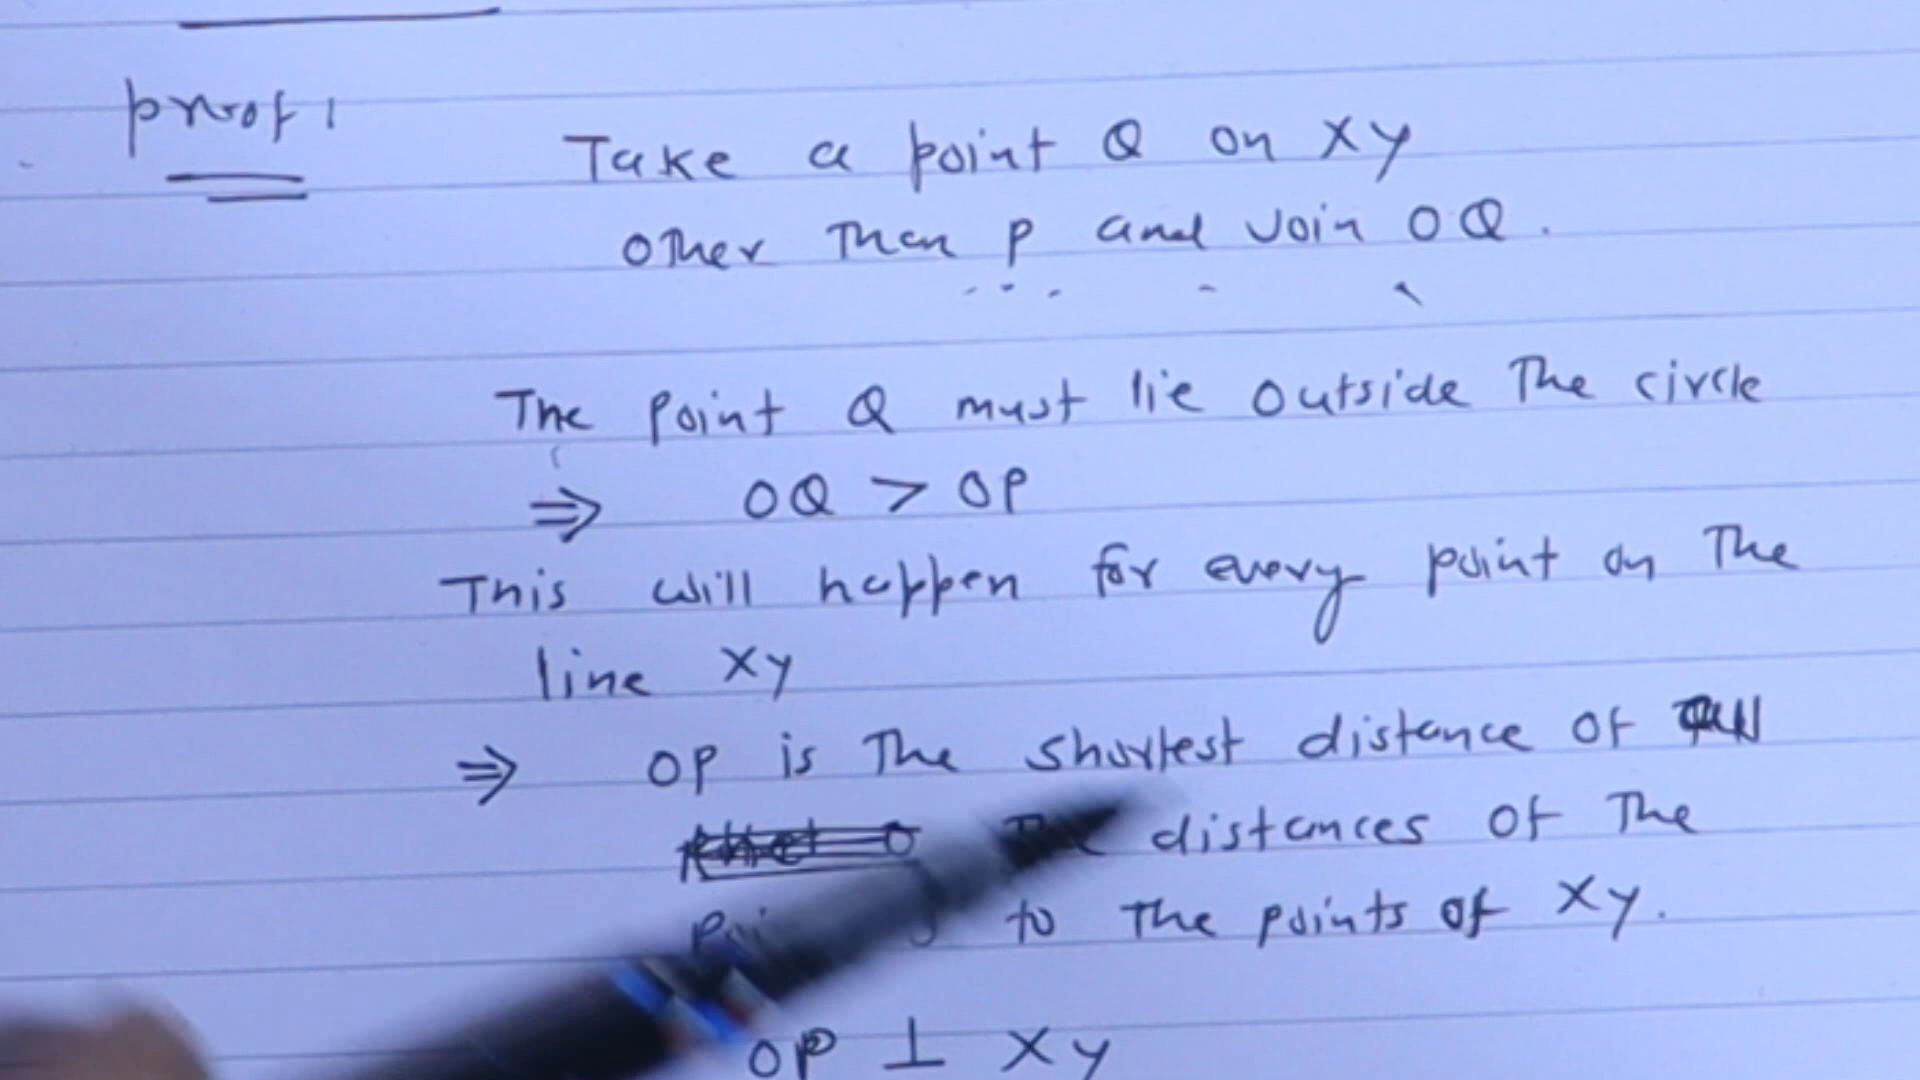 proof:
Take a point Q on XY
other than P and Join OQ.
The point Q must lie outside the circle
⇒ OQ > OP
This will happen for every point on the
line XY
⇒ OP is the shortest distance of all
the distances of the
to the points of XY.
OP ⊥ XY